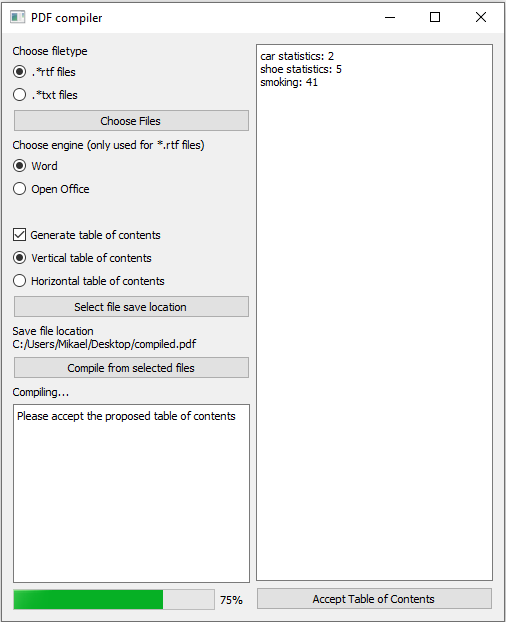 PDF compiler
Choose filetype
.*rtf files
.*txt files
Choose Files
Choose engine (only used for *.rtf files)
Word
Open Office
Generate table of contents
Vertical table of contents
Horizontal table of contents
Select file save location
Save file location
C:/Users/Mikael/Desktop/compiled.pdf
Compile from selected files
Compiling...
Please accept the proposed table of contents
75%
car statistics: 2
shoe statistics: 5
smoking: 41
Accept Table of Contents